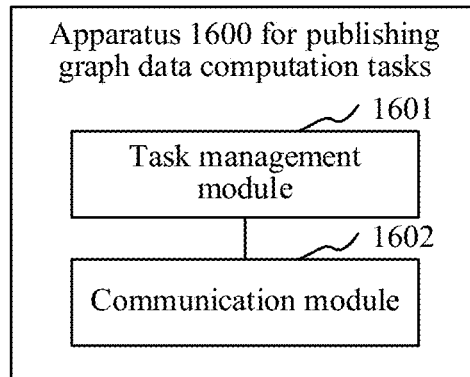 Apparatus 1600 for publishing
graph data computation tasks
1601
Task management
module
1602
Communication module